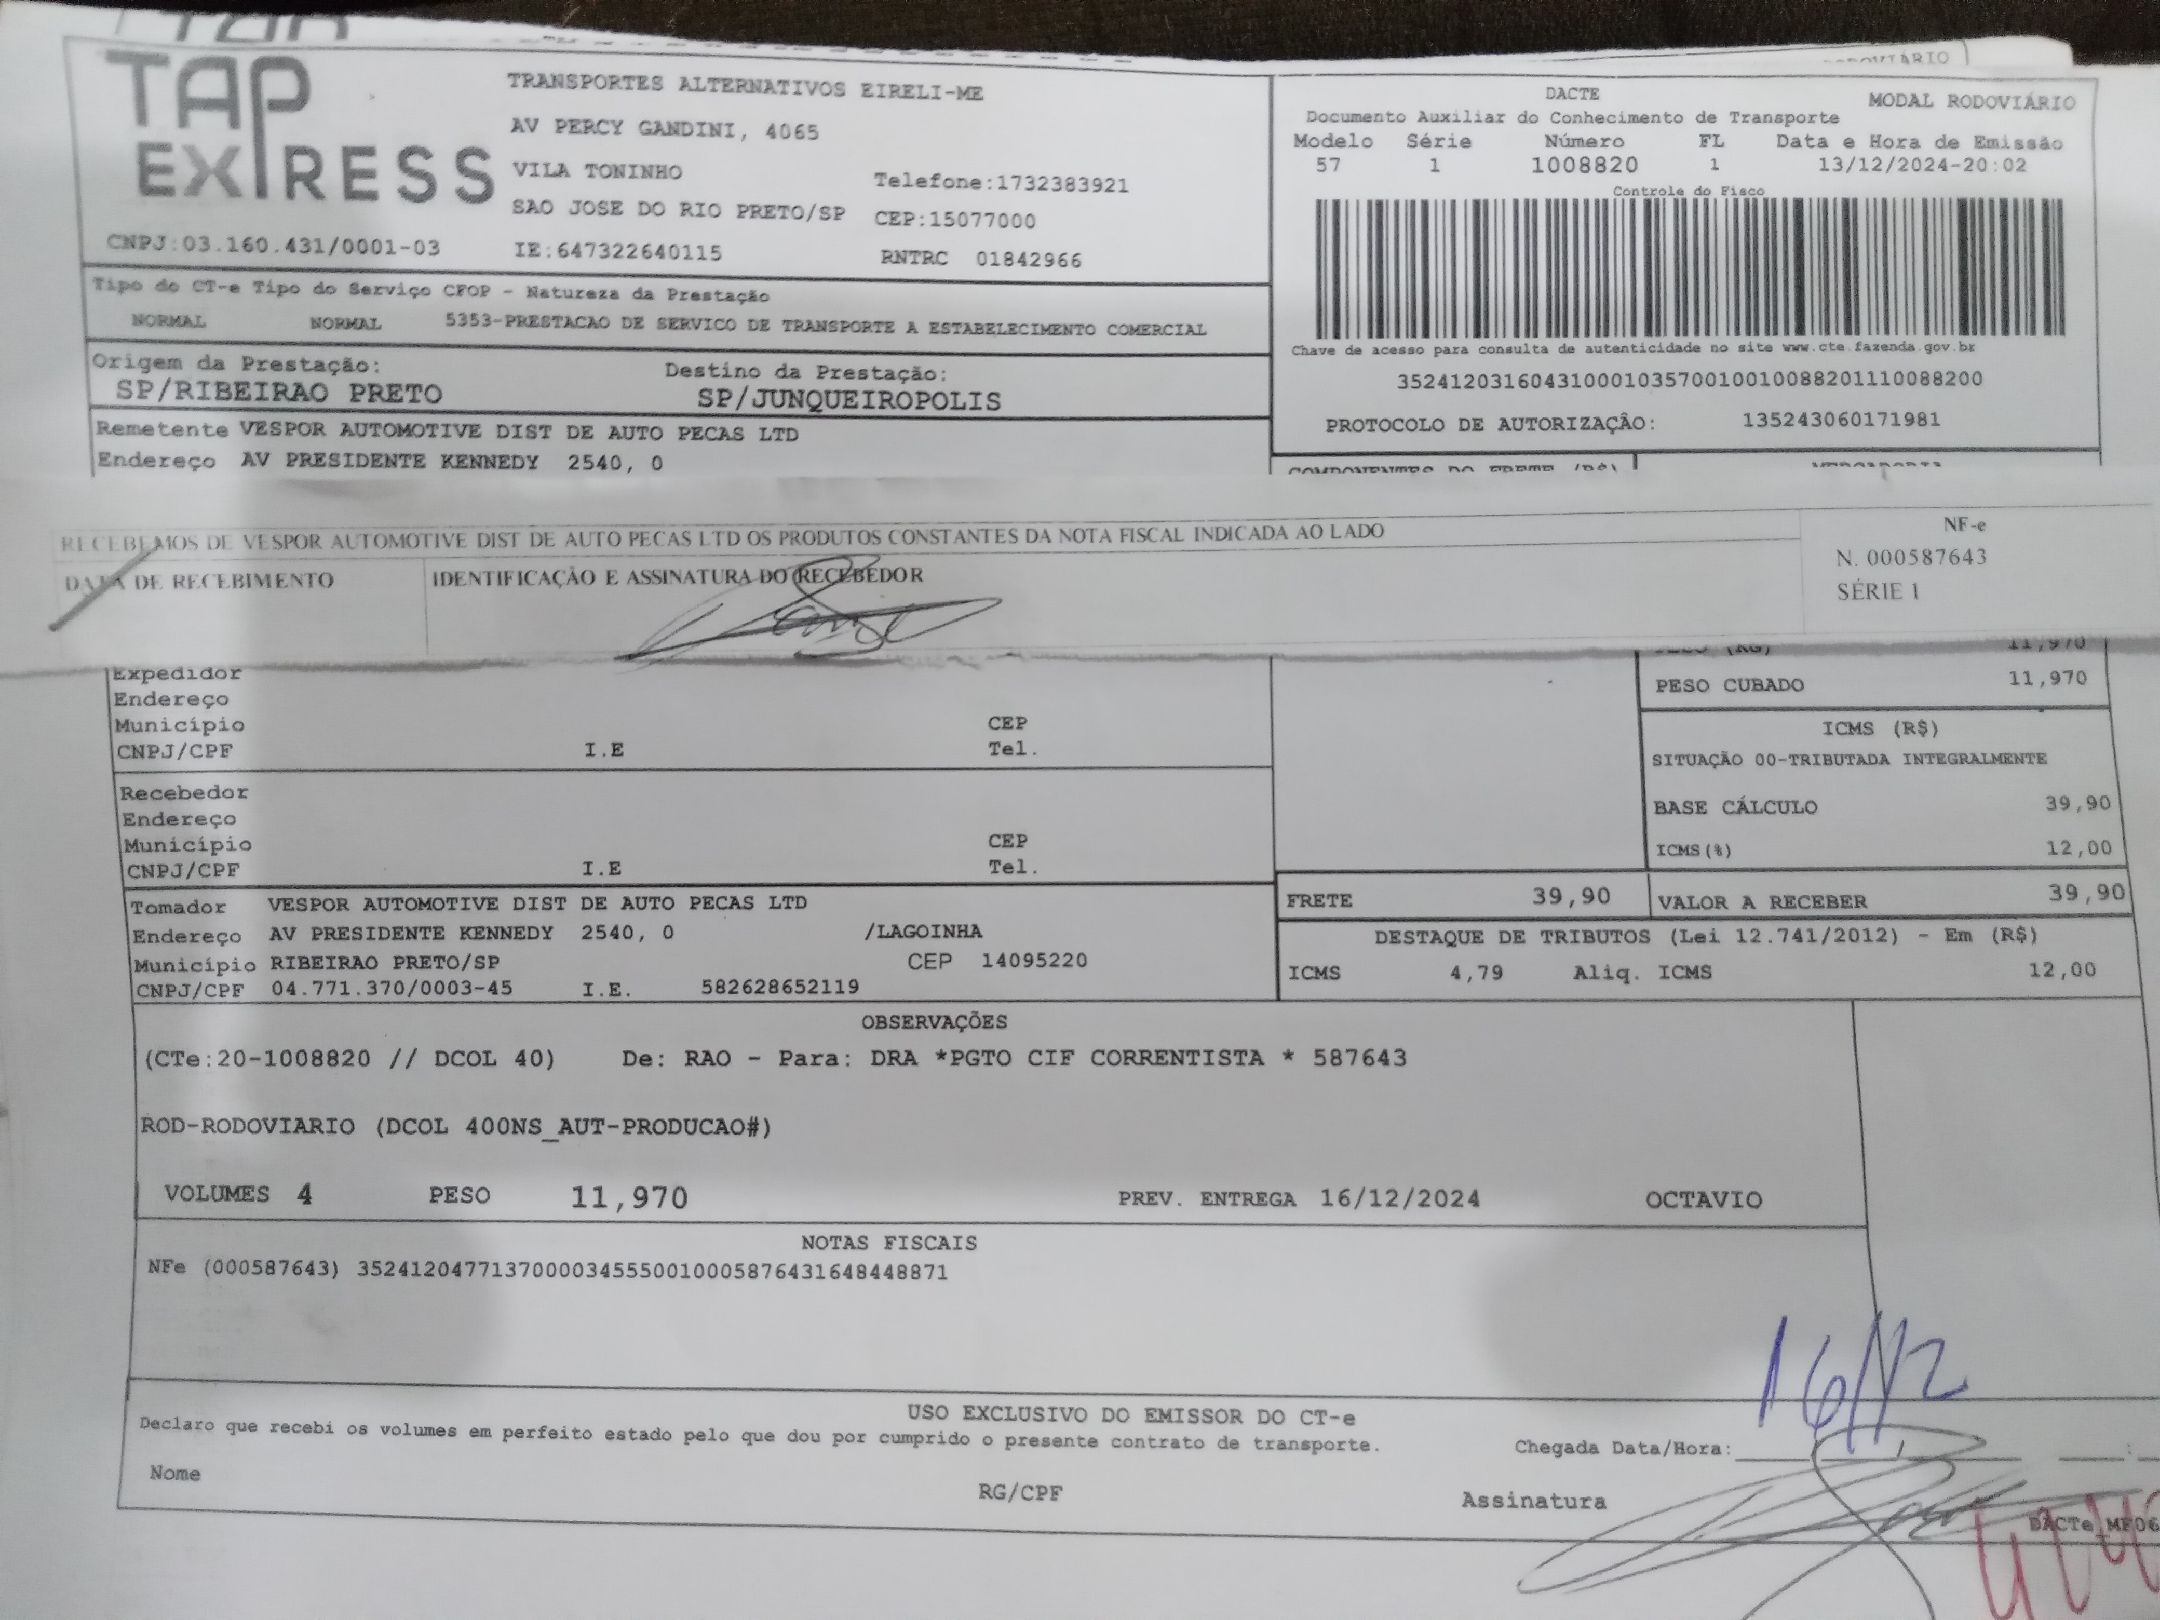 TAP EXPRESS
TRANSPORTES ALTERNATIVOS EIRELI-ME
AV PERCY GANDINI, 4065
VILA TONINHO Telefone:1732383921
SAO JOSE DO RIO PRETO/SP CEP:15077000
CNPJ:03.160.431/0001-03 IE:647322640115 RNTRC 01842966
RODOVIÁRIO
DACTE MODAL RODOVIÁRIO
Documento Auxiliar do Conhecimento de Transporte
Modelo Série Número FL Data e Hora de Emissão
57 1 1008820 1 13/12/2024-20:02
Controle do Fisco
Chave de acesso para consulta de autenticidade no site www.cte.fazenda.gov.br
35241203160431000103570010010088201110088200
PROTOCOLO DE AUTORIZAÇÂO: 135243060171981
Tipo do CT-e Tipo do Serviço CFOP - Natureza da Prestação
NORMAL NORMAL 5353-PRESTACAO DE SERVICO DE TRANSPORTE A ESTABELECIMENTO COMERCIAL
Origem da Prestação: Destino da Prestação:
SP/RIBEIRAO PRETO SP/JUNQUEIROPOLIS
Remetente VESPOR AUTOMOTIVE DIST DE AUTO PECAS LTD
Endereço AV PRESIDENTE KENNEDY 2540, 0
COMPONENTES DO FRETE (R$) MERCADORIA
RECEBEMOS DE VESPOR AUTOMOTIVE DIST DE AUTO PECAS LTD OS PRODUTOS CONSTANTES DA NOTA FISCAL INDICADA AO LADO
DATA DE RECEBIMENTO IDENTIFICAÇÃO E ASSINATURA DO RECEBEDOR
NF-e
N. 000587643
SÉRIE 1
Expedidor
Endereço
Município CEP
CNPJ/CPF I.E Tel.
Recebedor
Endereço
Município CEP
CNPJ/CPF I.E Tel.
PESO (KG) 11,970
PESO CUBADO 11,970
ICMS (R$)
SITUAÇÃO 00-TRIBUTADA INTEGRALMENTE
BASE CÁLCULO 39,90
ICMS(%) 12,00
FRETE 39,90 VALOR A RECEBER 39,90
DESTAQUE DE TRIBUTOS (Lei 12.741/2012) - Em (R$)
ICMS 4,79 Aliq. ICMS 12,00
Tomador VESPOR AUTOMOTIVE DIST DE AUTO PECAS LTD
Endereço AV PRESIDENTE KENNEDY 2540, 0 /LAGOINHA
Município RIBEIRAO PRETO/SP CEP 14095220
CNPJ/CPF 04.771.370/0003-45 I.E. 582628652119
OBSERVAÇÕES
(CTe:20-1008820 // DCOL 40) De: RAO - Para: DRA *PGTO CIF CORRENTISTA * 587643
ROD-RODOVIARIO (DCOL 400NS_AUT-PRODUCAO#)
VOLUMES 4 PESO 11,970 PREV. ENTREGA 16/12/2024 OCTAVIO
NOTAS FISCAIS
NFe (000587643) 35241204771370000345550010005876431648448871
16/12
USO EXCLUSIVO DO EMISSOR DO CT-e
Declaro que recebi os volumes em perfeito estado pelo que dou por cumprido o presente contrato de transporte.
Chegada Data/Hora:
Nome RG/CPF Assinatura
DACTe_MF06